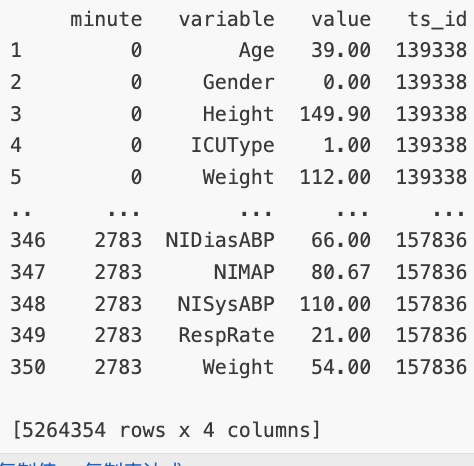 minute variable value ts_id
1 0 Age 39.00 139338
2 0 Gender 0.00 139338
3 0 Height 149.90 139338
4 0 ICUType 1.00 139338
5 0 Weight 112.00 139338
.. ... ... ... ...
346 2783 NIDiasABP 66.00 157836
347 2783 NIMAP 80.67 157836
348 2783 NISysABP 110.00 157836
349 2783 RespRate 21.00 157836
350 2783 Weight 54.00 157836
[5264354 rows x 4 columns]